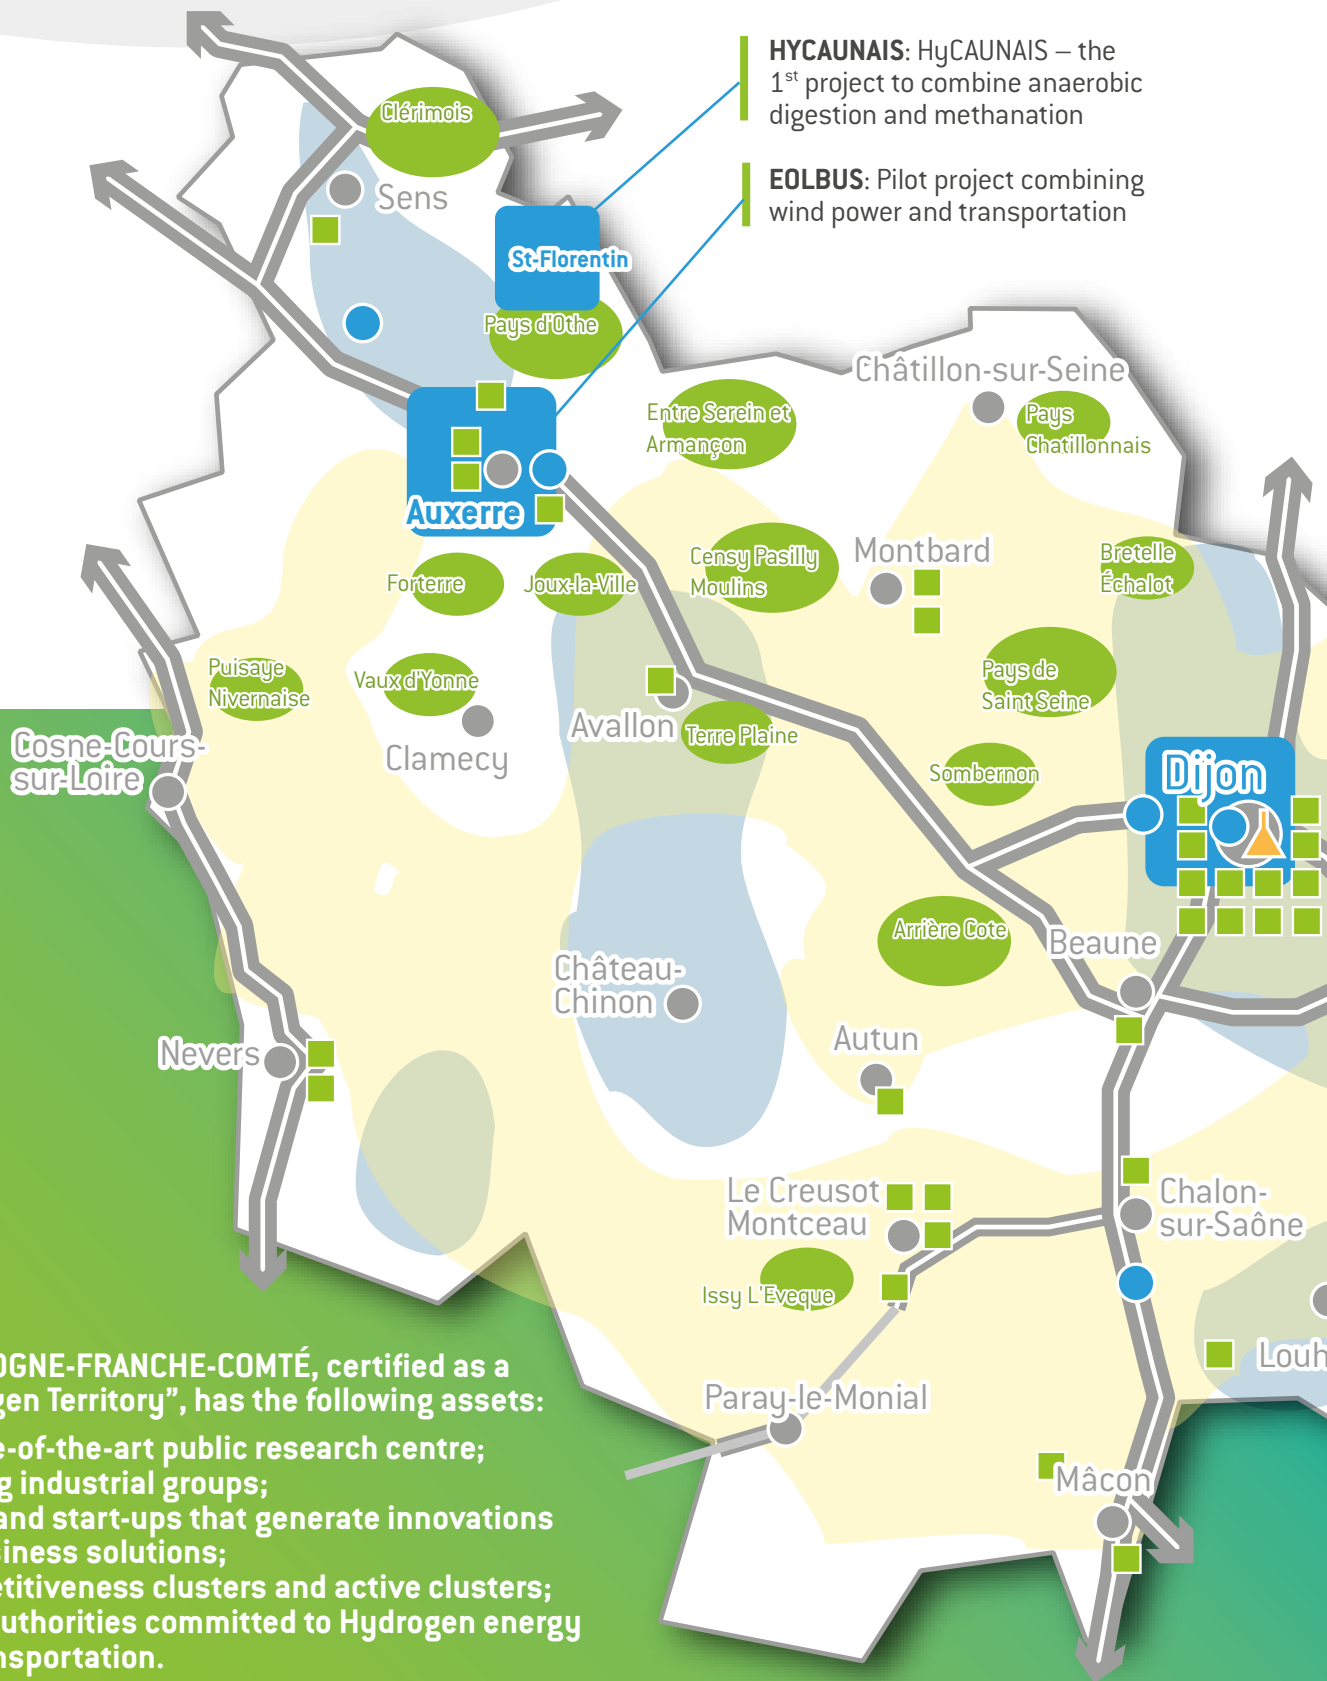 HYCAUNAIS: HyCAUNAIS – the
1st project to combine anaerobic
digestion and methanation
EOLBUS: Pilot project combining
wind power and transportation
Clérimois
Sens
St-Florentin
Pays d'Othe
Châtillon-sur-Seine
Entre Serein et
Armançon
Pays
Chatillonnais
Auxerre
Censy Pasilly
Moulins
Montbard
Bretelle
Échalot
Forterre
Joux-la-Ville
Puisaye
Nivernaise
Vaux d'Yonne
Pays de
Saint Seine
Avallon
Terre Plaine
Clamecy
Cosne-Cours-
sur-Loire
Sombernon
Dijon
Arrière Cote
Beaune
Château-
Chinon
Nevers
Autun
Le Creusot
Montceau
Chalon-
sur-Saône
Issy L'Eveque
Louh
Paray-le-Monial
Mâcon
OGNE-FRANCHE-COMTÉ, certified as a
gen Territory”, has the following assets:
e-of-the-art public research centre;
g industrial groups;
and start-ups that generate innovations
siness solutions;
etitiveness clusters and active clusters;
uthorities committed to Hydrogen energy
nsportation.